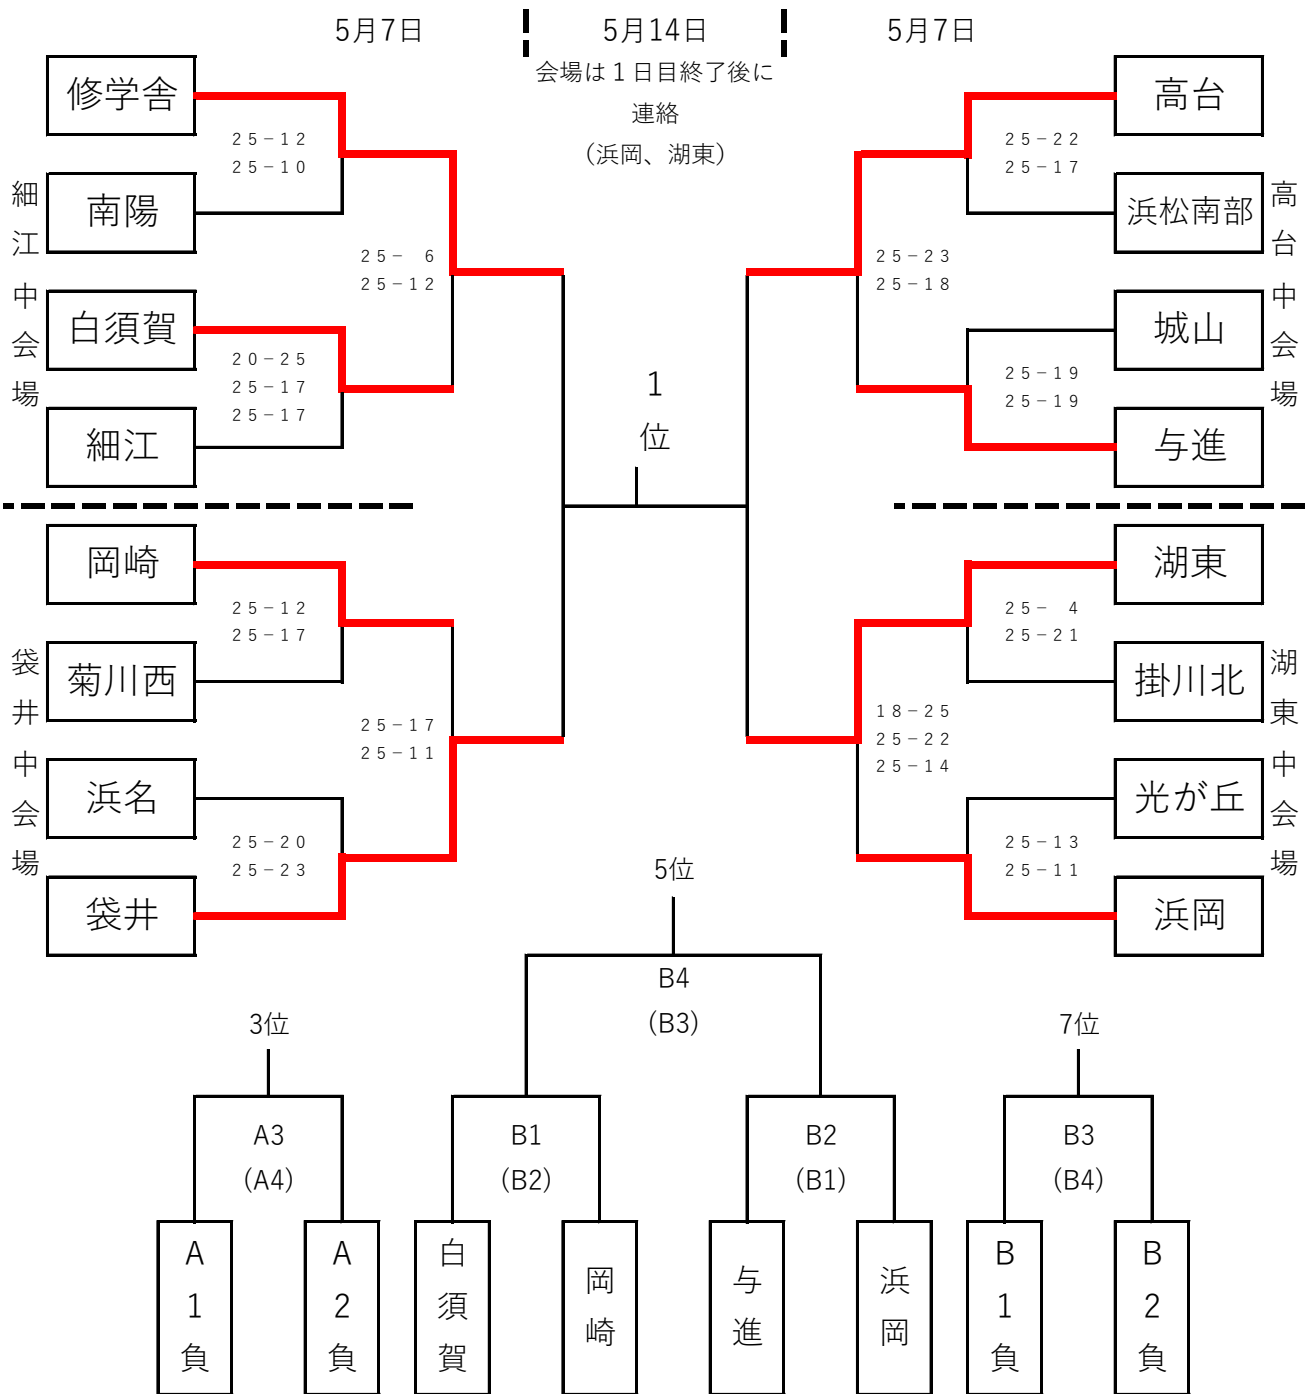 5月7日
5月14日
5月7日
会場は1日目終了後に
連絡
（浜岡、湖東）
細江中会場
修学舎
25−12
25−10
南陽
25− 6
25−12
白須賀
20−25
25−17
25−17
細江
高台中会場
高台
25−22
25−17
浜松南部
25−23
25−18
城山
25−19
25−19
与進
1
位
袋井中会場
岡崎
25−12
25−17
菊川西
25−17
25−11
浜名
25−20
25−23
袋井
湖東中会場
湖東
25− 4
25−21
掛川北
18−25
25−22
25−14
光が丘
25−13
25−11
浜岡
5位
B4
(B3)
3位
7位
A3
(A4)
B1
(B2)
B2
(B1)
B3
(B4)
A1負
A2負
白須賀
岡崎
与進
浜岡
B1負
B2負